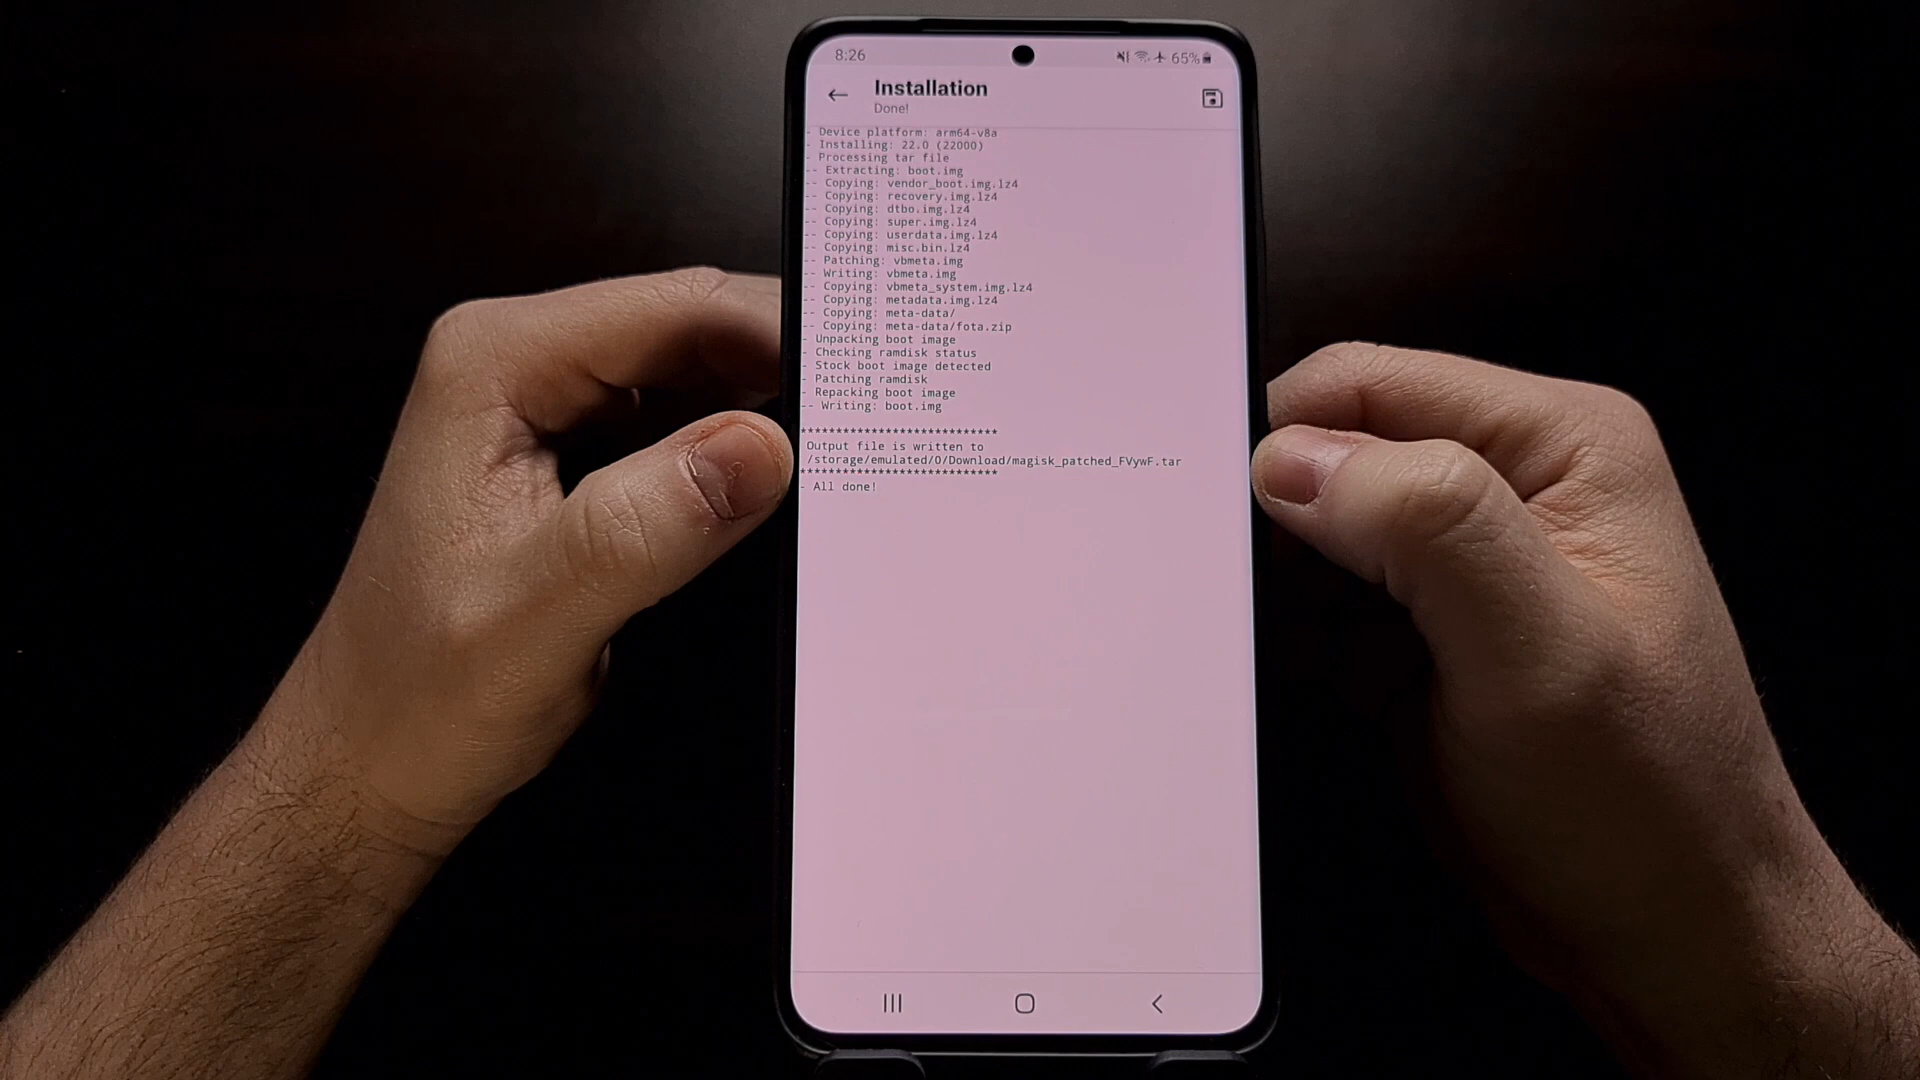 8:26
65%
Installation
Done!
- Device platform: arm64-v8a
- Installing: 22.0 (22000)
- Processing tar file
-- Extracting: boot.img
-- Copying: vendor_boot.img.lz4
-- Copying: recovery.img.lz4
-- Copying: dtbo.img.lz4
-- Copying: super.img.lz4
-- Copying: userdata.img.lz4
-- Copying: misc.bin.lz4
-- Patching: vbmeta.img
-- Writing: vbmeta.img
-- Copying: vbmeta_system.img.lz4
-- Copying: metadata.img.lz4
-- Copying: meta-data/
-- Copying: meta-data/fota.zip
- Unpacking boot image
- Checking ramdisk status
- Stock boot image detected
- Patching ramdisk
- Repacking boot image
-- Writing: boot.img
****************************
Output file is written to
/storage/emulated/0/Download/magisk_patched_FVywF.tar
****************************
- All done!